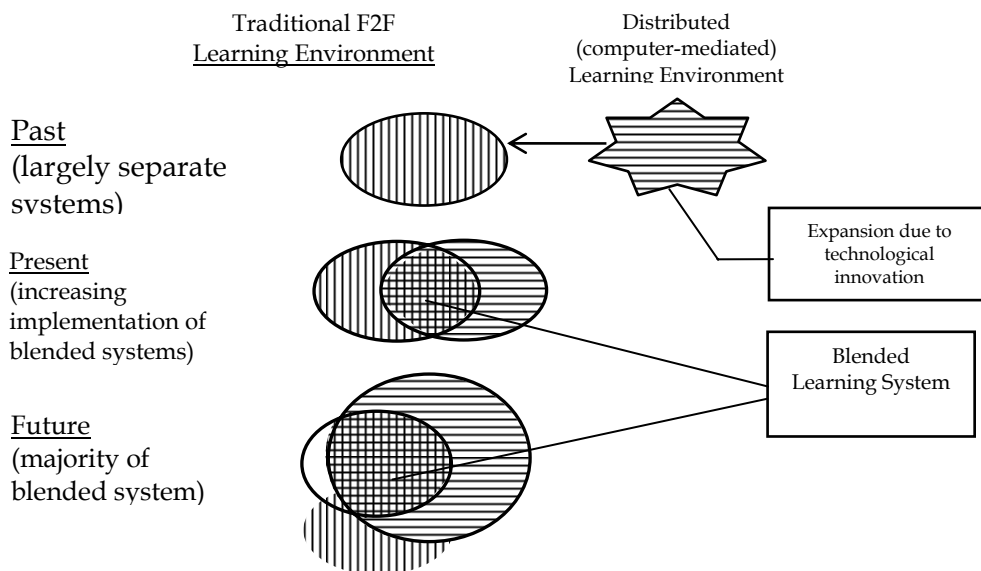 Traditional F2F
Learning Environment
Distributed
(computer-mediated)
Learning Environment
Past
(largely separate
systems)
Expansion due to
technological
innovation
Present
(increasing
implementation of
blended systems)
Blended
Learning System
Future
(majority of
blended system)